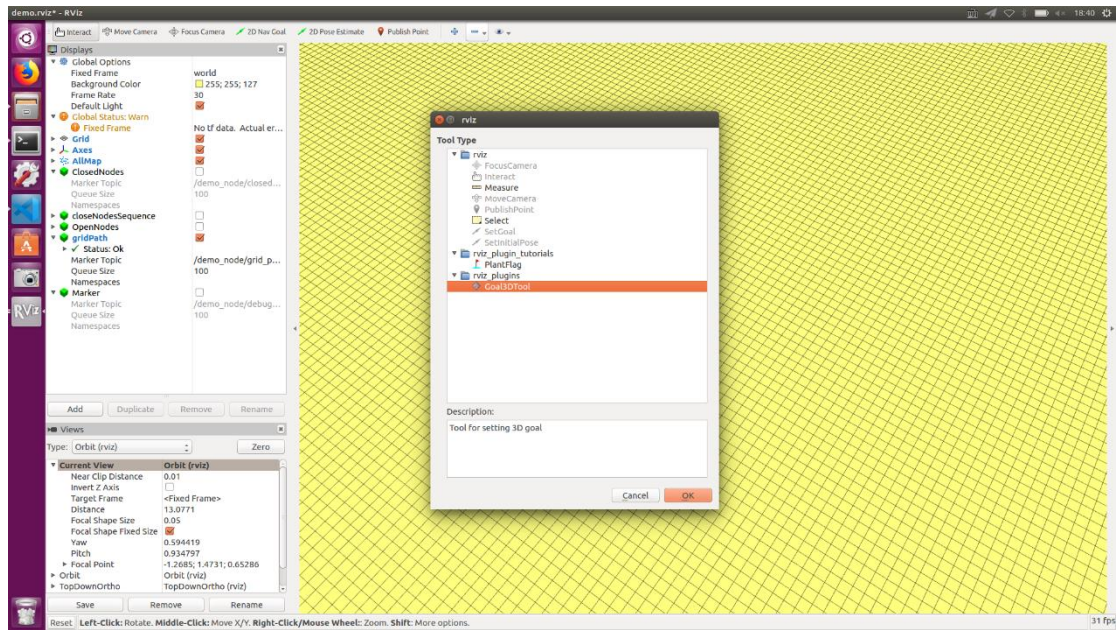 demo.rviz* - RViz
18:40
Interact Move Camera Focus Camera 2D Nav Goal 2D Pose Estimate Publish Point
Displays
Global Options
Fixed Frame world
Background Color 255; 255; 127
Frame Rate 30
Default Light
Global Status: Warn
Fixed Frame No tf data. Actual er...
Grid
Axes
AllMap
ClosedNodes
Marker Topic /demo_node/closed...
Queue Size 100
Namespaces
closeNodesSequence
OpenNodes
gridPath
Status: Ok
Marker Topic /demo_node/grid_p...
Queue Size 100
Namespaces
Marker
Marker Topic /demo_node/debug...
Queue Size 100
Namespaces
Add Duplicate Remove Rename
Views
Type: Orbit (rviz) Zero
Current View Orbit (rviz)
Near Clip Distance 0.01
Invert Z Axis
Target Frame <Fixed Frame>
Distance 13.0771
Focal Shape Size 0.05
Focal Shape Fixed Size
Yaw 0.594419
Pitch 0.934797
Focal Point -1.2685; 1.4731; 0.65286
Orbit Orbit (rviz)
TopDownOrtho TopDownOrtho (rviz)
Save Remove Rename
Reset Left-Click: Rotate. Middle-Click: Move X/Y. Right-Click/Mouse Wheel:: Zoom. Shift: More options. 31 fps
RViz
rviz
Tool Type
rviz
FocusCamera
Interact
Measure
MoveCamera
PublishPoint
Select
SetGoal
SetInitialPose
rviz_plugin_tutorials
PlantFlag
rviz_plugins
Goal3DTool
Description:
Tool for setting 3D goal
Cancel OK